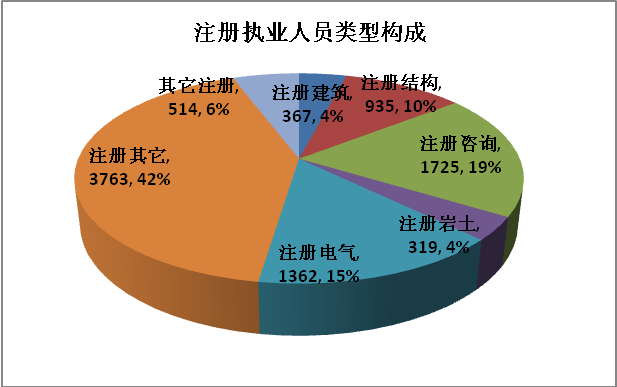 注册执业人员类型构成
其它注册,
514, 6%
注册建筑,
367, 4%
注册结构,
935, 10%
注册咨询,
1725, 19%
注册其它,
3763, 42%
注册岩土,
319, 4%
注册电气,
1362, 15%